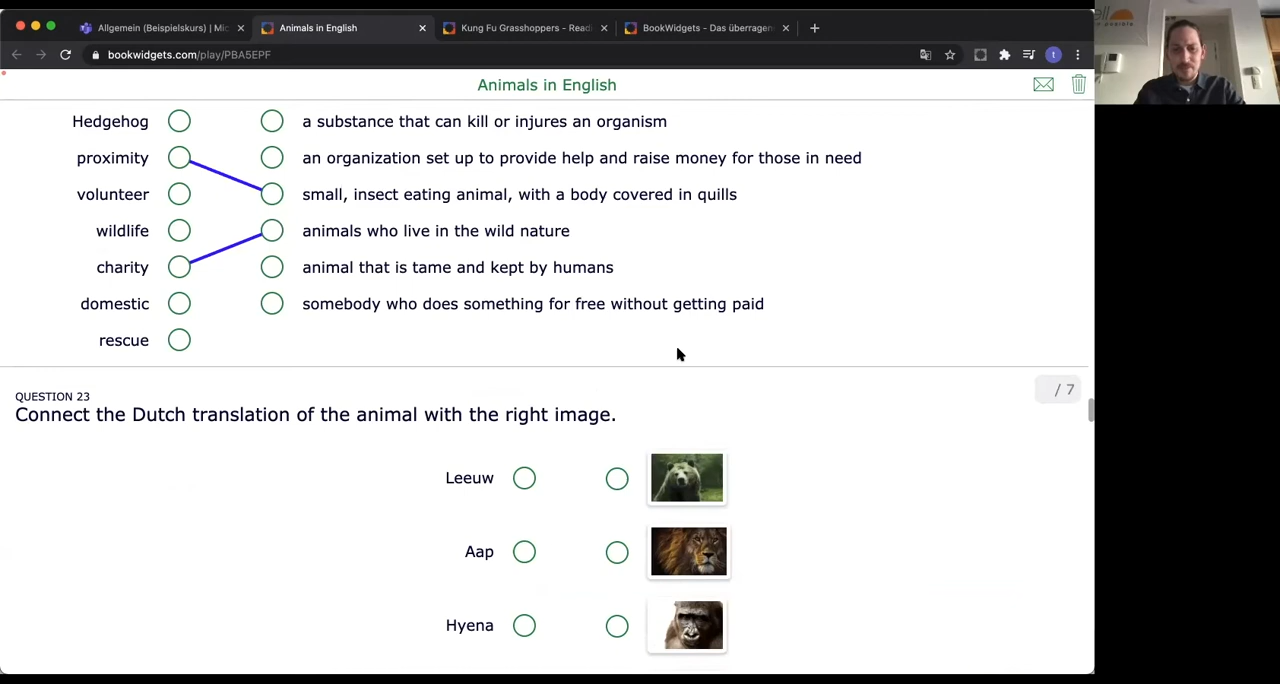 Allgemein (Beispielskurs) | Mic
Animals in English
Kung Fu Grasshoppers - Readi
BookWidgets - Das überragen
bookwidgets.com/play/PBA5EPF
t
Animals in English
Hedgehog a substance that can kill or injures an organism
proximity an organization set up to provide help and raise money for those in need
volunteer small, insect eating animal, with a body covered in quills
wildlife animals who live in the wild nature
charity animal that is tame and kept by humans
domestic somebody who does something for free without getting paid
rescue
QUESTION 23
/ 7
Connect the Dutch translation of the animal with the right image.
Leeuw
Aap
Hyena